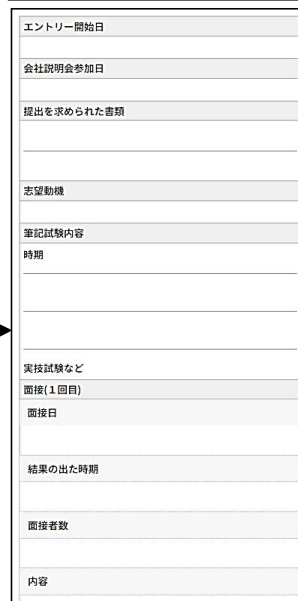 エントリー開始日
会社説明会参加日
提出を求められた書類
志望動機
筆記試験内容
時期
実技試験など
面接(１回目)
面接日
結果の出た時期
面接者数
内容